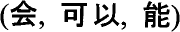 (会, 可以, 能)